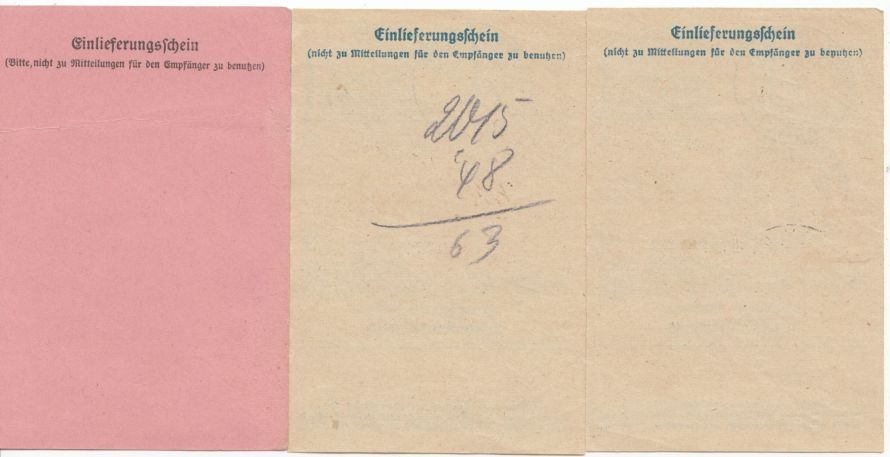 Einlieferungsschein
(Bitte, nicht zu Mitteilungen für den Empfänger zu benutzen)
Einlieferungsschein
(nicht zu Mitteilungen für den Empfänger zu benutzen)
48
63
Einlieferungsschein
(nicht zu Mitteilungen für den Empfänger zu benutzen)